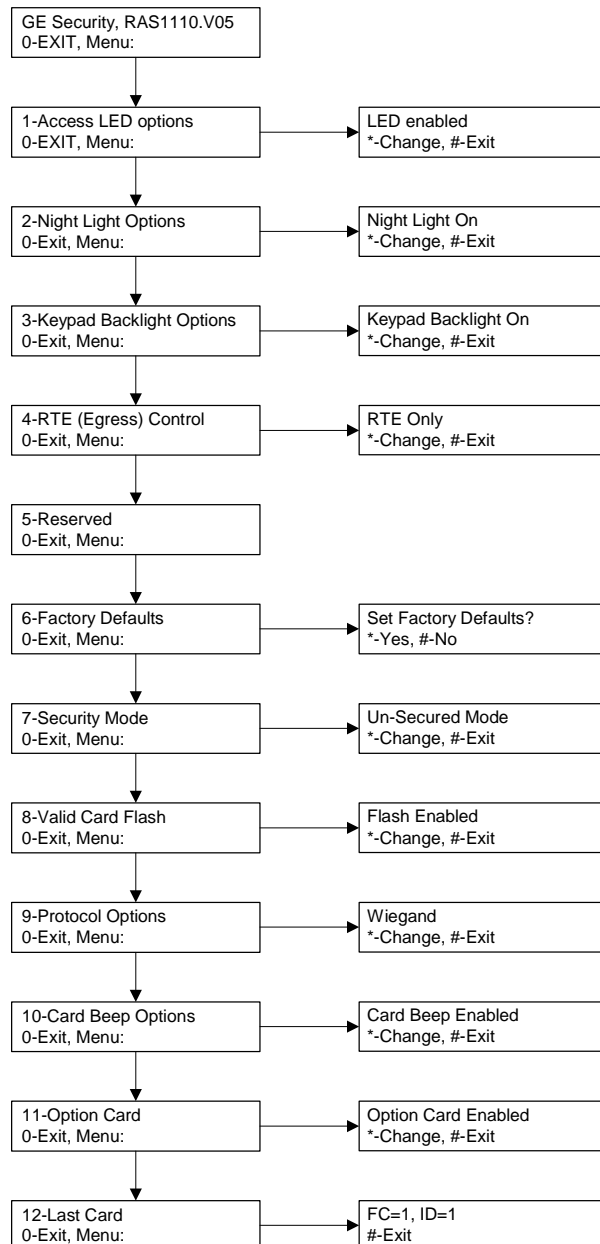 GE Security, RAS1110.V05
0-EXIT, Menu:
1-Access LED options
0-EXIT, Menu:
LED enabled
*-Change, #-Exit
2-Night Light Options
0-Exit, Menu:
Night Light On
*-Change, #-Exit
3-Keypad Backlight Options
0-Exit, Menu:
Keypad Backlight On
*-Change, #-Exit
4-RTE (Egress) Control
0-Exit, Menu:
RTE Only
*-Change, #-Exit
5-Reserved
0-Exit, Menu:
6-Factory Defaults
0-Exit, Menu:
Set Factory Defaults?
*-Yes, #-No
7-Security Mode
0-Exit, Menu:
Un-Secured Mode
*-Change, #-Exit
8-Valid Card Flash
0-Exit, Menu:
Flash Enabled
*-Change, #-Exit
9-Protocol Options
0-Exit, Menu:
Wiegand
*-Change, #-Exit
10-Card Beep Options
0-Exit, Menu:
Card Beep Enabled
*-Change, #-Exit
11-Option Card
0-Exit, Menu:
Option Card Enabled
*-Change, #-Exit
12-Last Card
0-Exit, Menu:
FC=1, ID=1
#-Exit